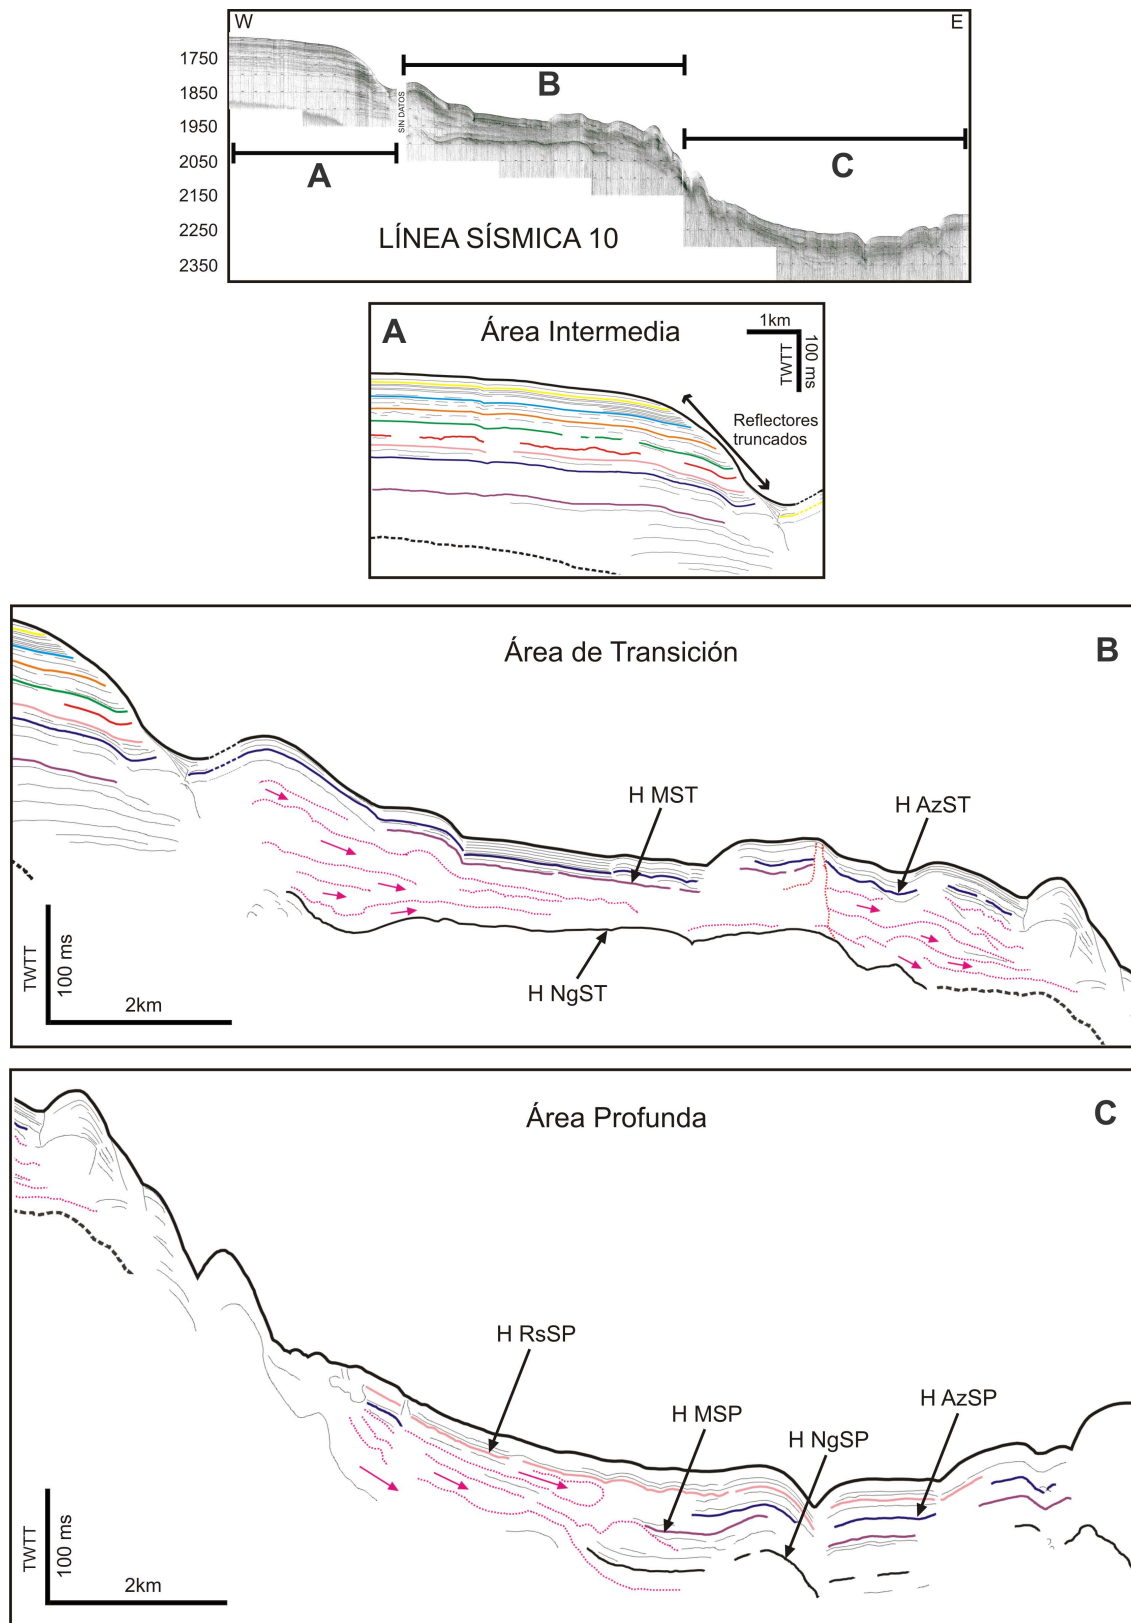 W
E
1750
1850
1950
2050
2150
2250
2350
A
SIN DATOS
B
C
LÍNEA SÍSMICA 10
A
Área Intermedia
1km
TWTT
100 ms
Reflectores
truncados
Área de Transición
B
H MST
H AzST
H NgST
TWTT
100 ms
2km
Área Profunda
C
H RsSP
H MSP
H NgSP
H AzSP
TWTT
100 ms
2km